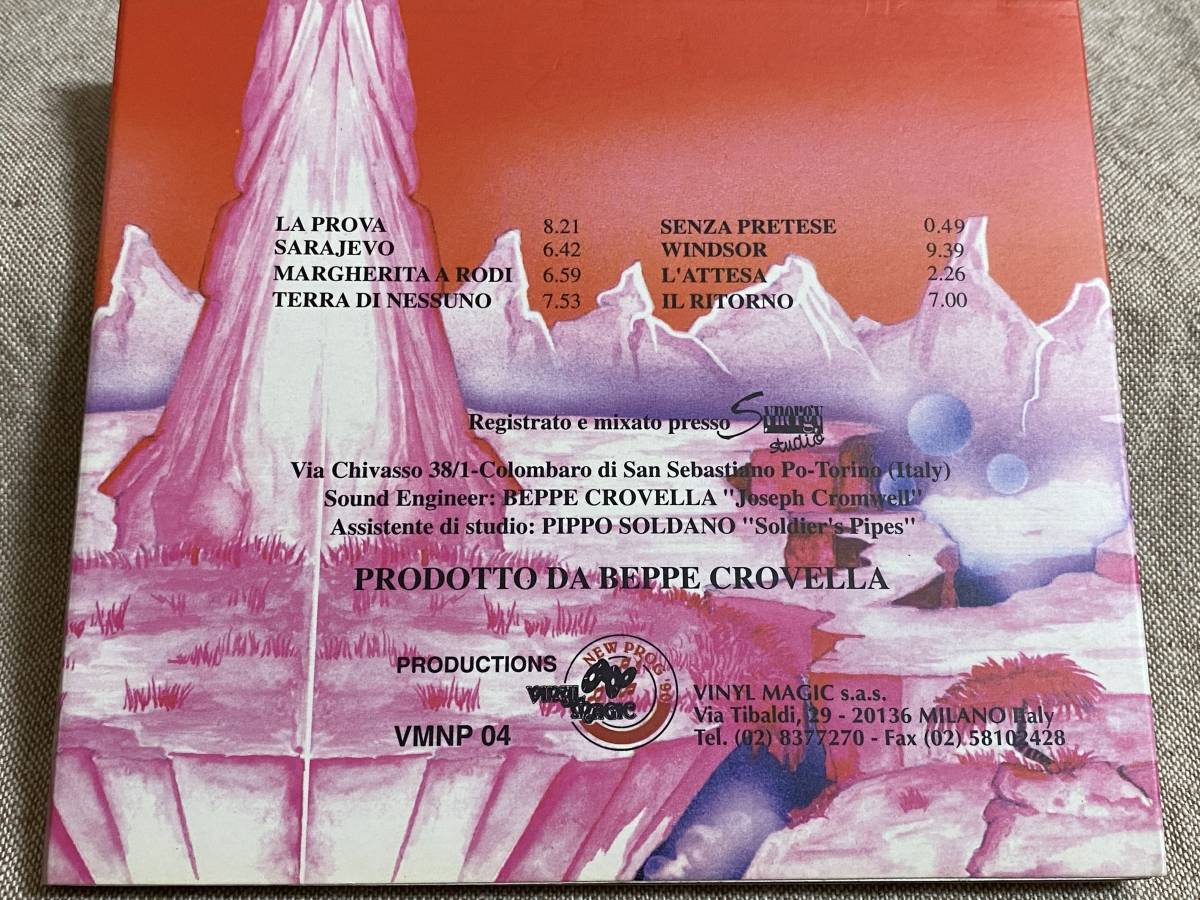 LA PROVA 8.21
SARAJEVO 6.42
MARGHERITA A RODI 6.59
TERRA DI NESSUNO 7.53
SENZA PRETESE 0.49
WINDSOR 9.39
L'ATTESA 2.26
IL RITORNO 7.00
Registrato e mixato presso Synergy studio
Via Chivasso 38/1-Colombaro di San Sebastiano Po-Torino (Italy)
Sound Engineer: BEPPE CROVELLA "Joseph Cromwell"
Assistente di studio: PIPPO SOLDANO "Soldier's Pipes"
PRODOTTO DA BEPPE CROVELLA
PRODUCTIONS
VMNP 04
NEW PROG '90
VINYL MAGIC
VINYL MAGIC s.a.s.
Via Tibaldi, 29 - 20136 MILANO Italy
Tel. (02) 8377270 - Fax (02) 58102428